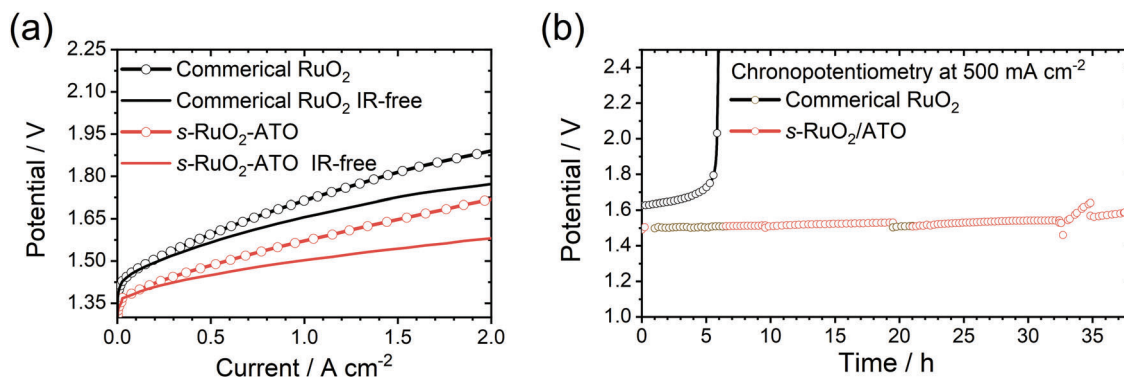 (a)
2.25
2.10
1.95
1.80
1.65
1.50
1.35
Potential / V
Commerical RuO₂
Commerical RuO₂ IR-free
s-RuO₂-ATO
s-RuO₂-ATO IR-free
0.0 0.5 1.0 1.5 2.0
Current / A cm⁻²
(b)
2.4
2.2
2.0
1.8
1.6
1.4
1.2
1.0
Potential / V
Chronopotentiometry at 500 mA cm⁻²
Commerical RuO₂
s-RuO₂/ATO
0 5 10 15 20 25 30 35
Time / h